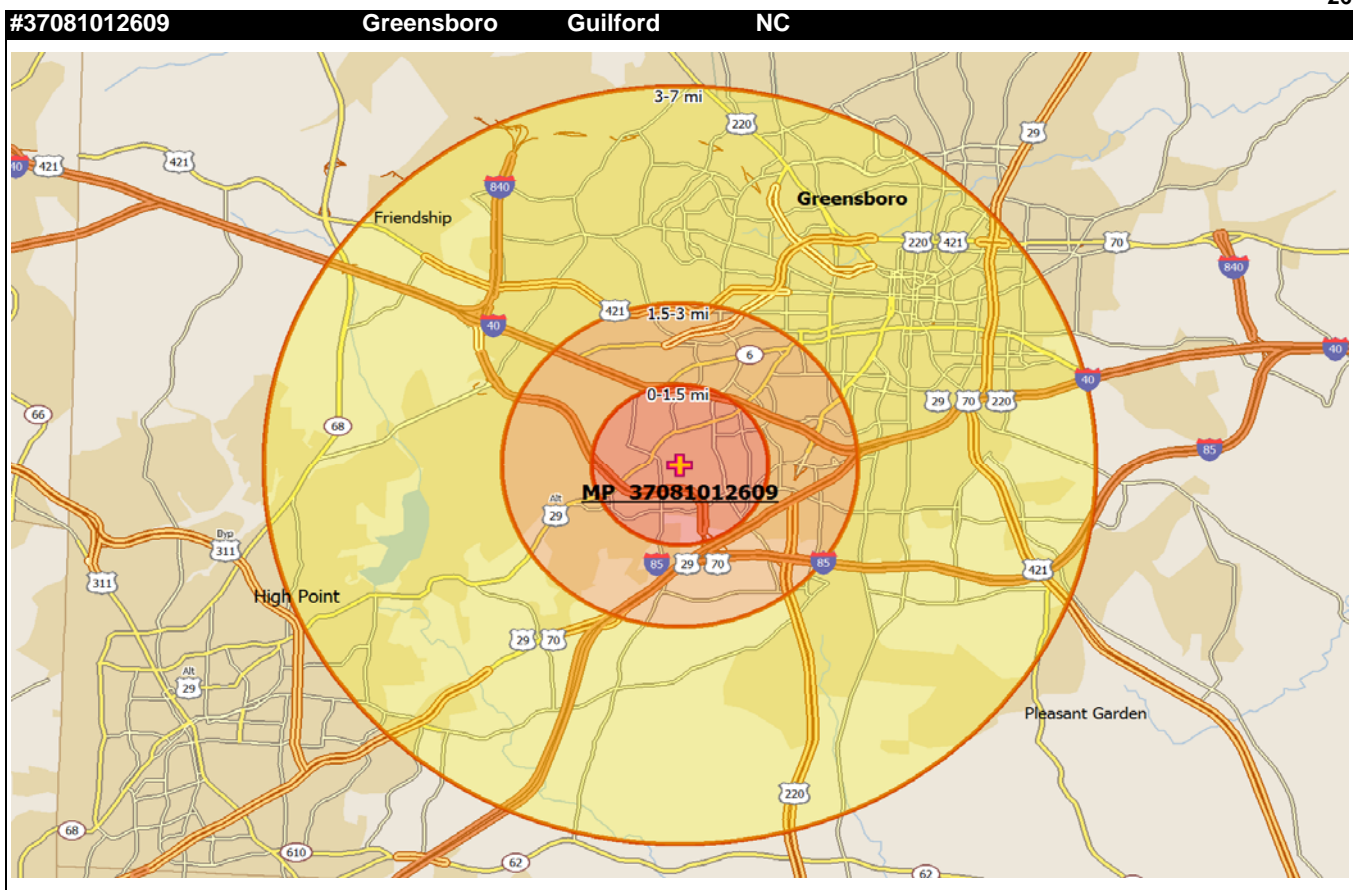 #37081012609 Greensboro Guilford NC
3-7 mi
220
29
40 421
421
840
Friendship
Greensboro
220 421
70
840
421
1.5-3 mi
40
6
40
0-1.5 mi
40
66
68
29 70 220
85
MP 37081012609
Alt
29
Byp
311
85 29 70
85
421
311
High Point
29 70
Alt
29
Pleasant Garden
220
68
610
62
62